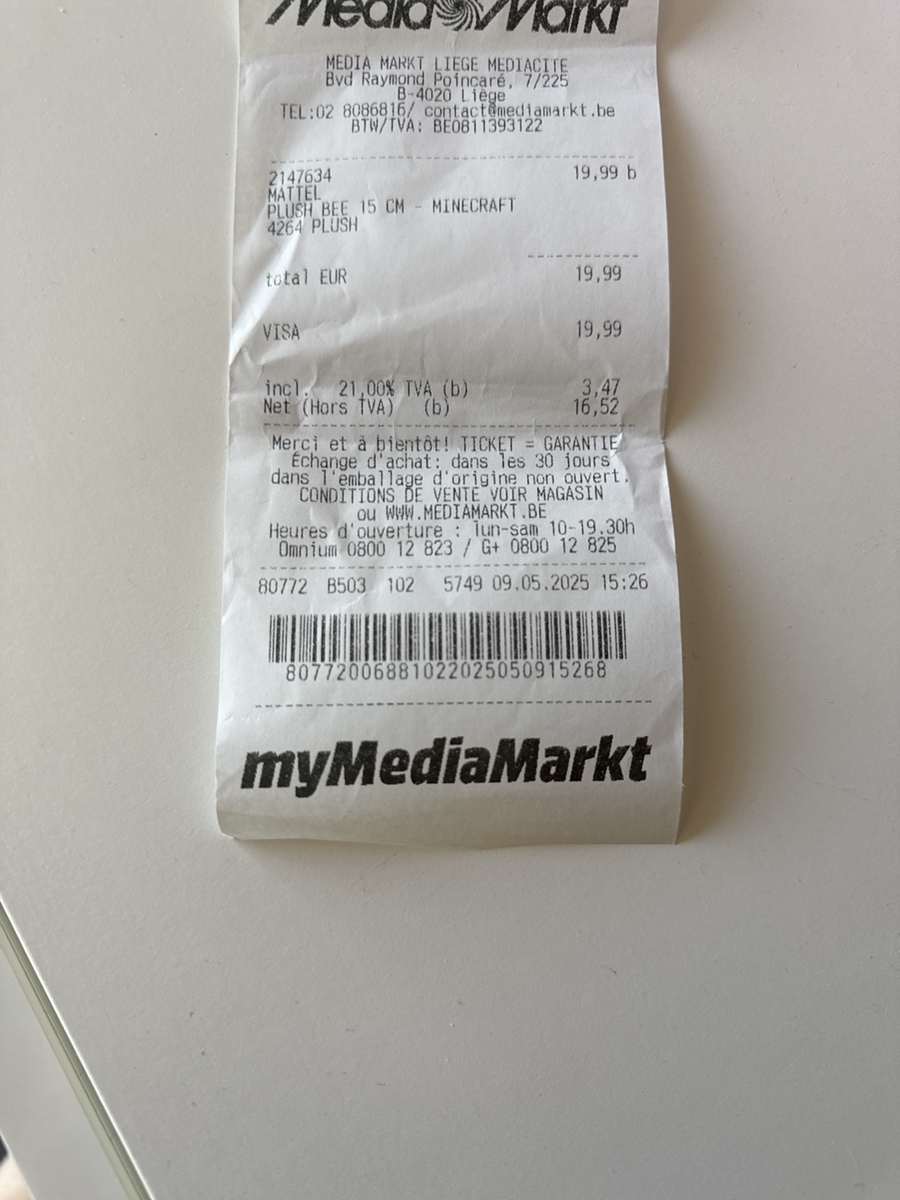 Media Markt
MEDIA MARKT LIEGE MEDIACITE
Bvd Raymond Poincaré, 7/225
B-4020 Liège
TEL:02 8086816/ contact@mediamarkt.be
BTW/TVA: BE0811393122
2147634 19,99 b
MATTEL
PLUSH BEE 15 CM - MINECRAFT
4264 PLUSH
total EUR 19,99
VISA 19,99
incl. 21,00% TVA (b) 3,47
Net (Hors TVA) (b) 16,52
Merci et à bientôt! TICKET = GARANTIE
Échange d'achat: dans les 30 jours
dans l'emballage d'origine non ouvert.
CONDITIONS DE VENTE VOIR MAGASIN
ou WWW.MEDIAMARKT.BE
Heures d'ouverture : lun-sam 10-19.30h
Omnium 0800 12 823 / G+ 0800 12 825
80772 B503 102 5749 09.05.2025 15:26
8077200688102202505091526​8
myMediaMarkt